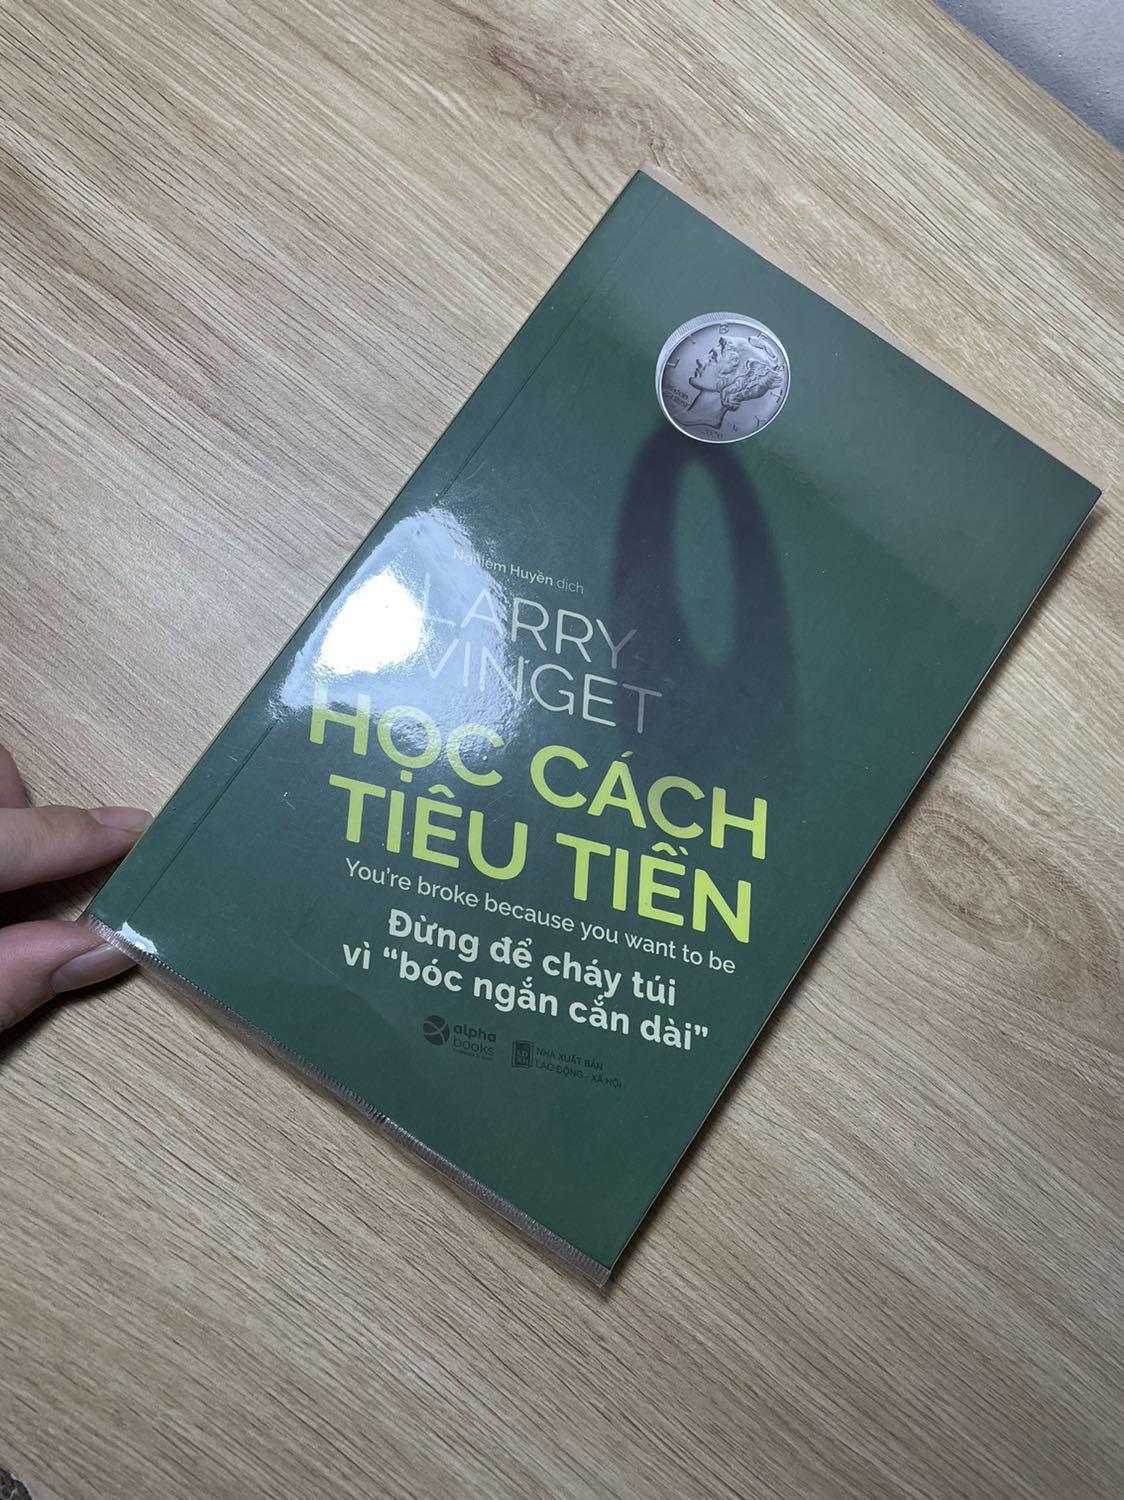 LIBERTY
Nghiêm Huyền dịch
LARRY
WINGET
HỌC CÁCH
TIÊU TIỀN
You're broke because you want to be
Đừng để cháy túi
vì “bóc ngắn cắn dài”
alpha
books
NHÀ XUẤT BẢN
LAO ĐỘNG - XÃ HỘI